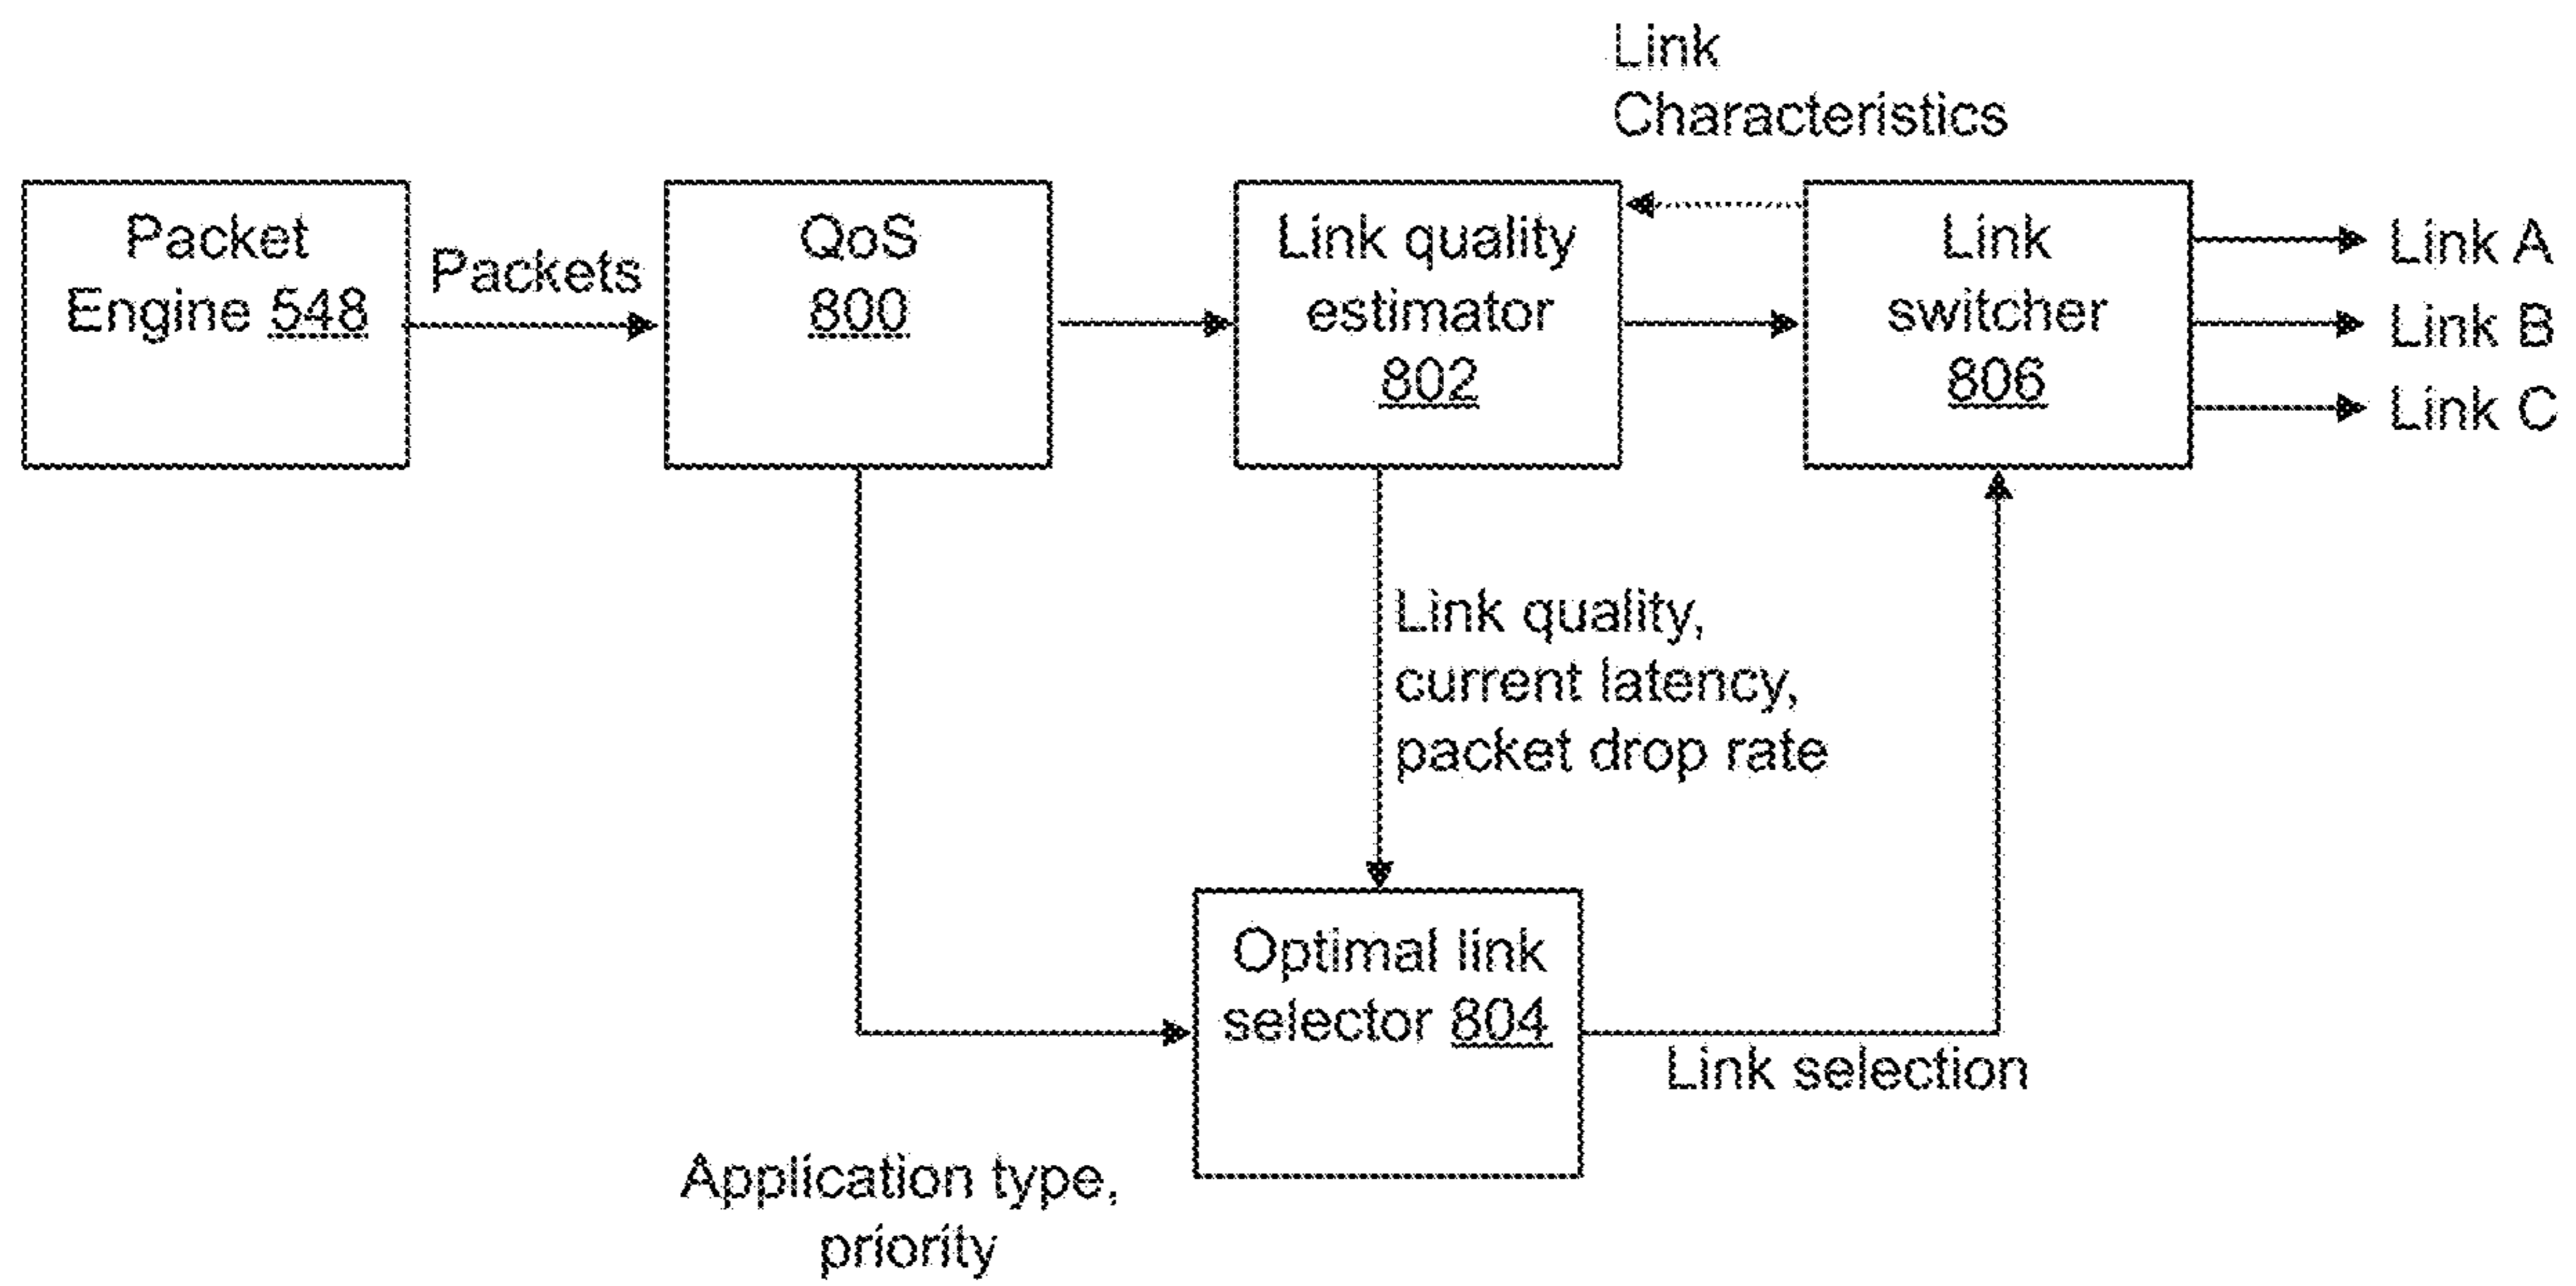 Link
Characteristics
Packet
Engine 548
Packets
QoS
800
Link quality
estimator
802
Link
switcher
806
Link A
Link B
Link C
Link quality,
current latency,
packet drop rate
Optimal link
selector 804
Link selection
Application type,
priority